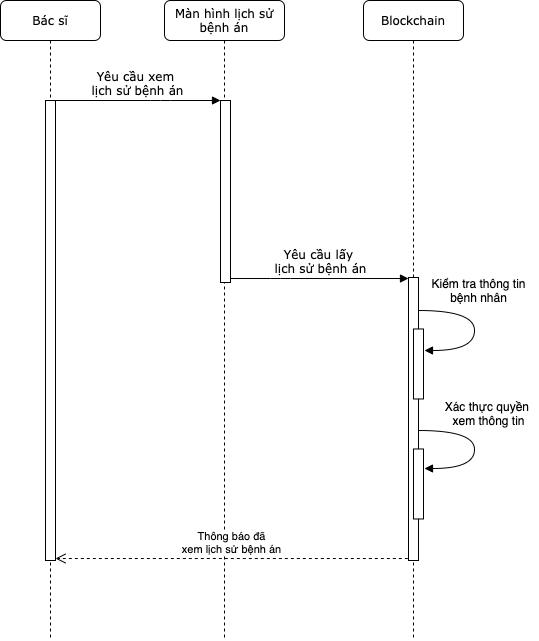 Bác sĩ
Màn hình lịch sử
bệnh án
Blockchain
Yêu cầu xem
lịch sử bệnh án
Yêu cầu lấy
lịch sử bệnh án
Kiểm tra thông tin
bệnh nhân
Xác thực quyền
xem thông tin
Thông báo đã
xem lịch sử bệnh án